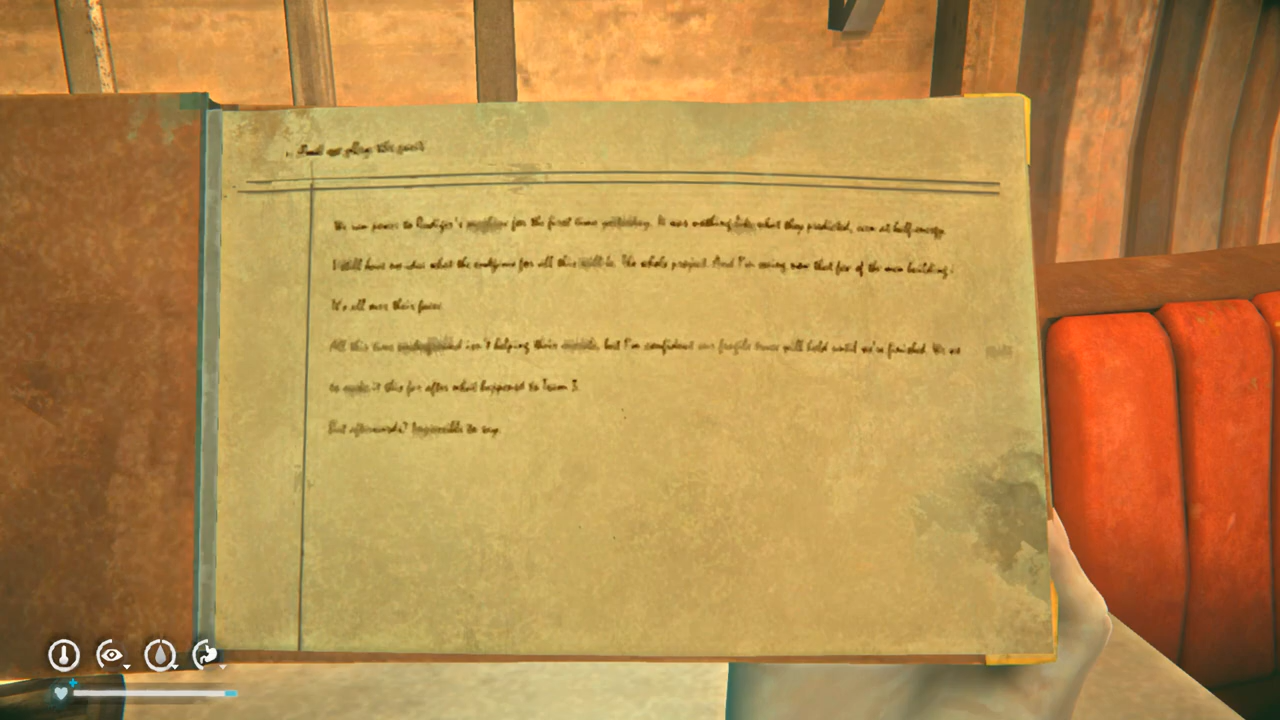 We ran power to Rudiger's machine for the first time yesterday. It was nothing like what they predicted, even at half-energy.
I still have no idea what the endgame for all this will be. The whole project. And I'm seeing now that few of the men building
It's all over their faces
All this time underground isn't helping their morale, but I'm confident our fragile truce will hold until we're finished. We
to make it this far after what happened to Team 3.
But afterwards? Impossible to say.